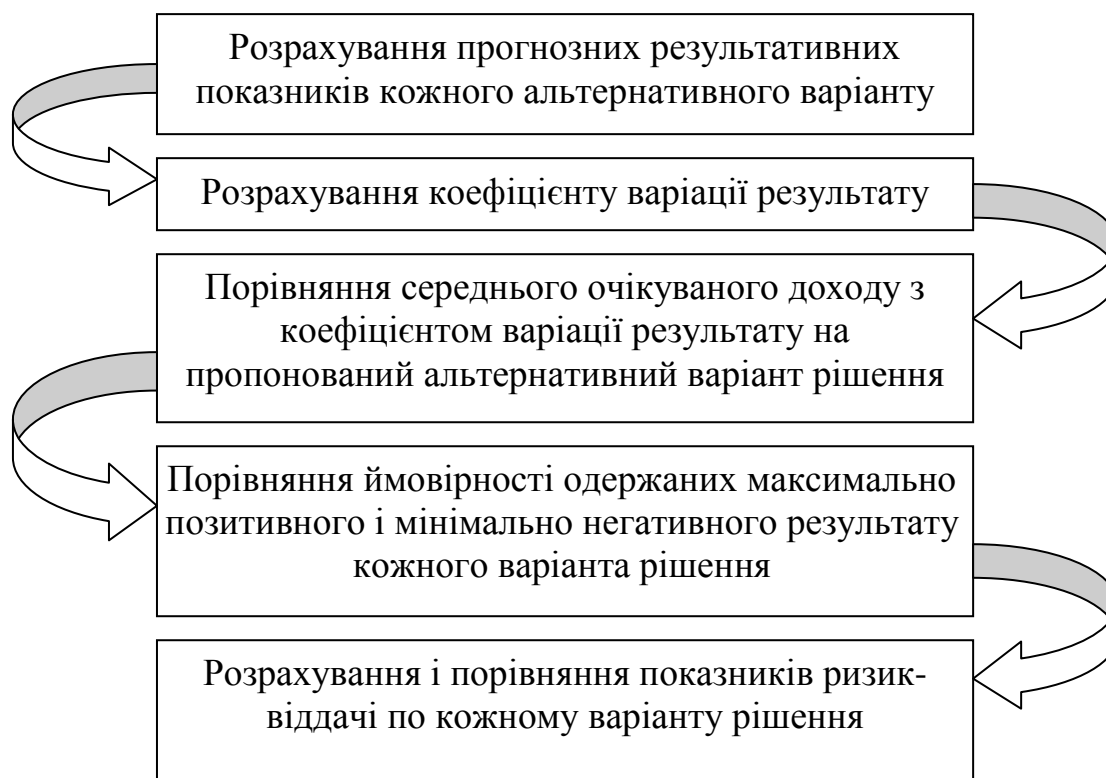 Розрахування прогнозних результативних
показників кожного альтернативного варіанту
Розрахування коефіцієнту варіації результату
Порівняння середнього очікуваного доходу з
коефіцієнтом варіації результату на
пропонований альтернативний варіант рішення
Порівняння ймовірності одержаних максимально
позитивного і мінімально негативного результату
кожного варіанта рішення
Розрахування і порівняння показників ризик-
віддачі по кожному варіанту рішення